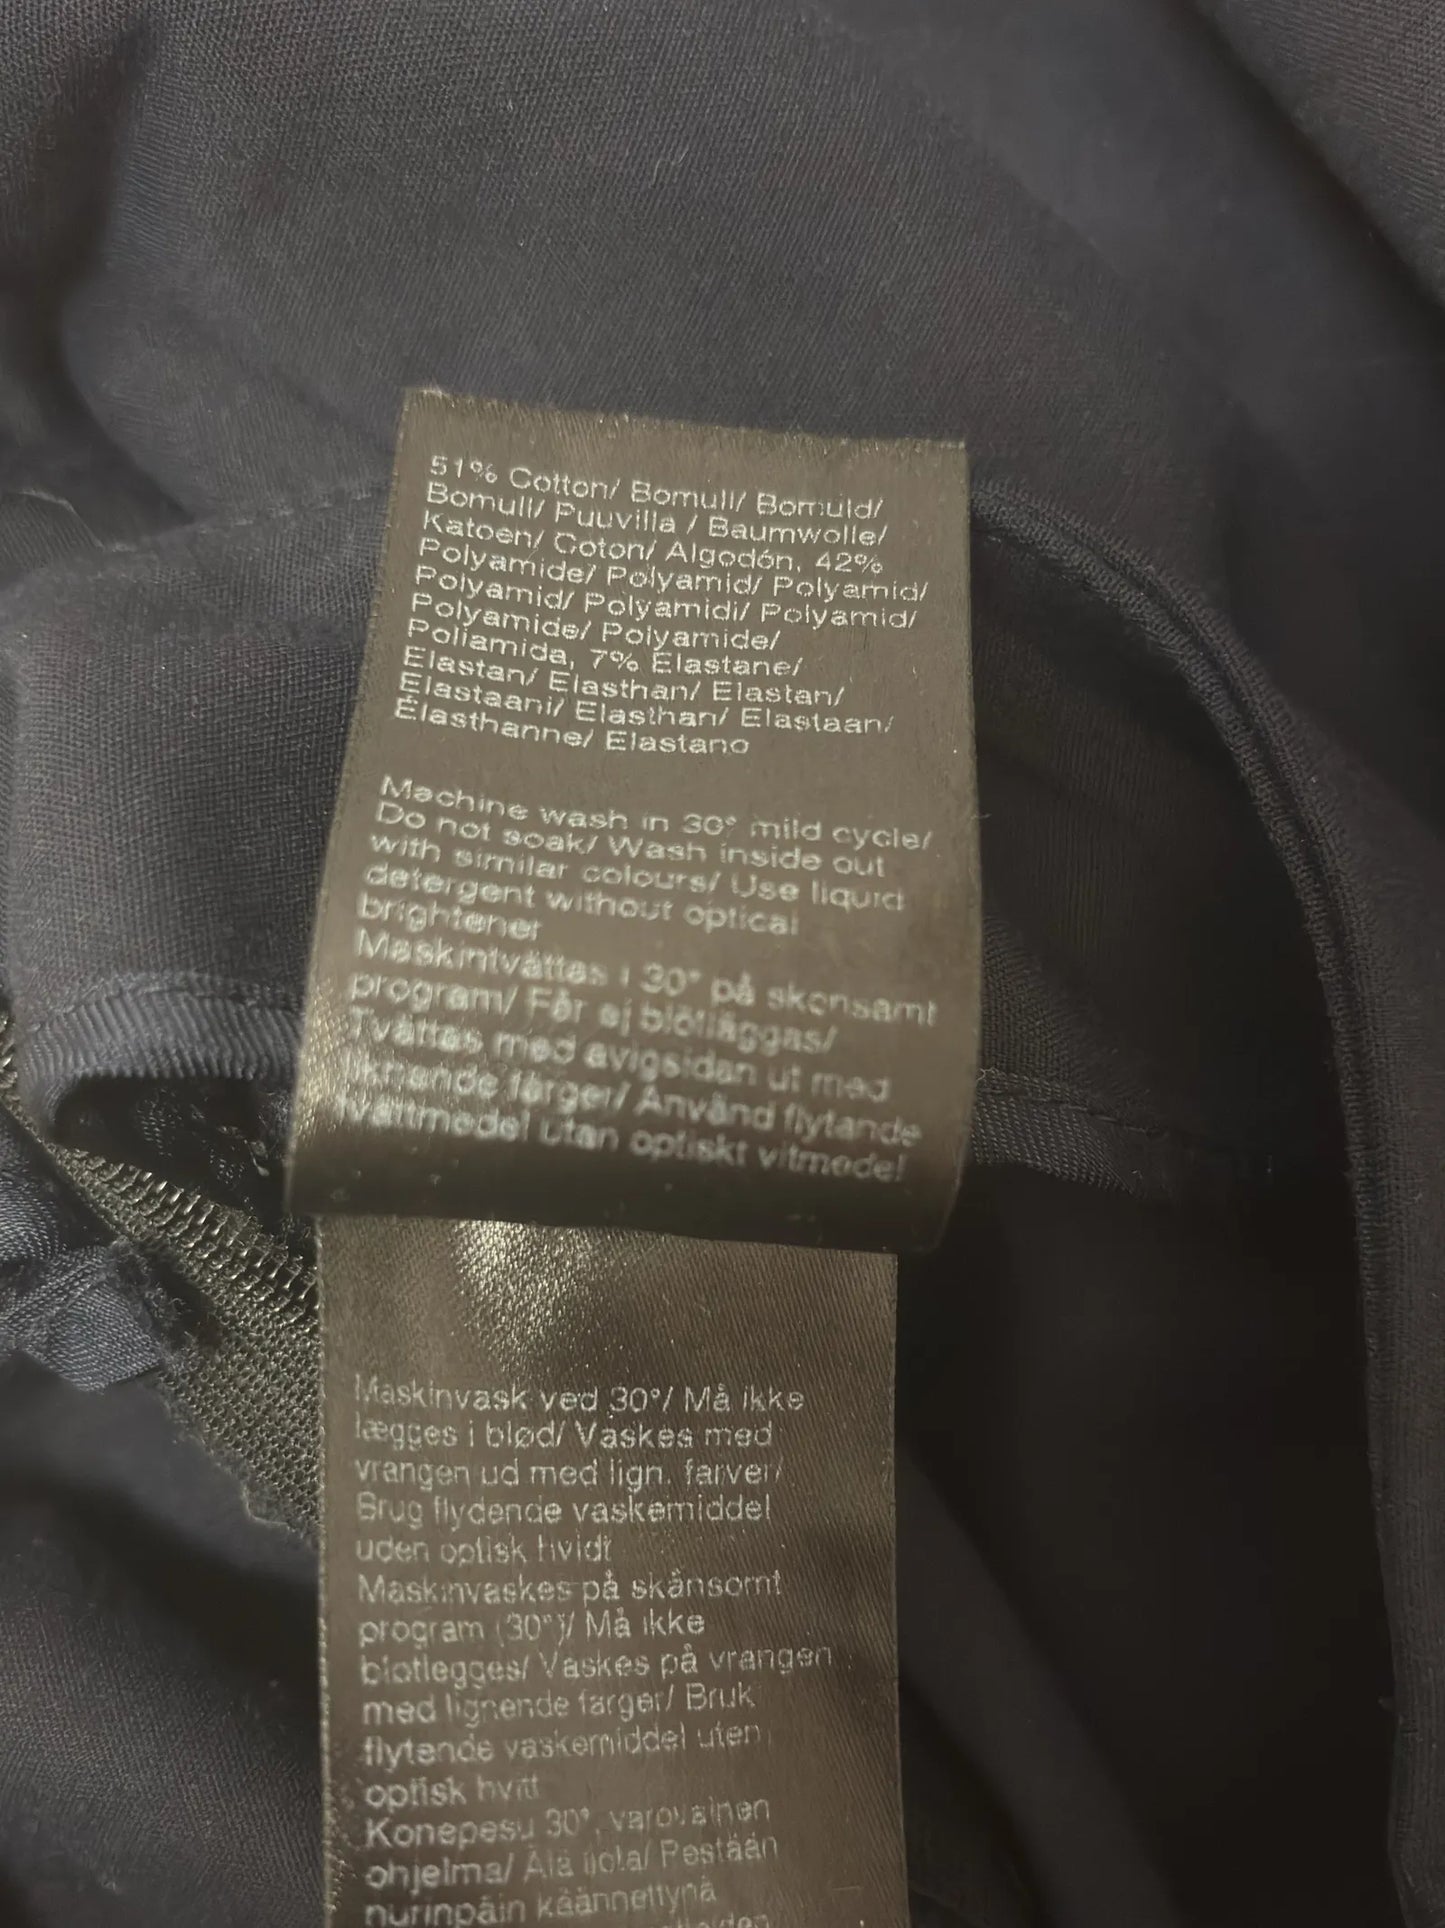 51% Cotton/ Bomull/ Bomuld/
Bomull/ Puuvilla / Baumwolle/
Katoen/ Coton/ Algodón, 42%
Polyamide/ Polyamid/ Polyamid/
Polyamid/ Polyamidi/ Polyamid/
Polyamide/ Polyamide/
Poliamida, 7% Elastane/
Elastan/ Elasthan/ Elastan/
Elastaani/ Elasthan/ Elastaan/
Élasthanne/ Elastano
Machine wash in 30° mild cycle/
Do not soak/ Wash inside out
with similar colours/ Use liquid
detergent without optical
brightener
Maskintvättas i 30° på skonsamt
program/ Får ej blötläggas/
Tvättas med avigsidan ut med
liknande färger/ Använd flytande
tvättmedel utan optiskt vitmedel
Maskinvask ved 30°/ Må ikke
lægges i blød/ Vaskes med
vrangen ud med lign. farver/
Brug flydende vaskemiddel
uden optisk hvidt
Maskinvaskes på skånsomt
program (30°)/ Må ikke
bløtlegges/ Vaskes på vrangen
med lignende farger/ Bruk
flytende vaskemiddel uten
optisk hvitt
Konepesu 30°, varovainen
ohjelma/ Älä liota/ Pestään
nurinpäin käännettynä